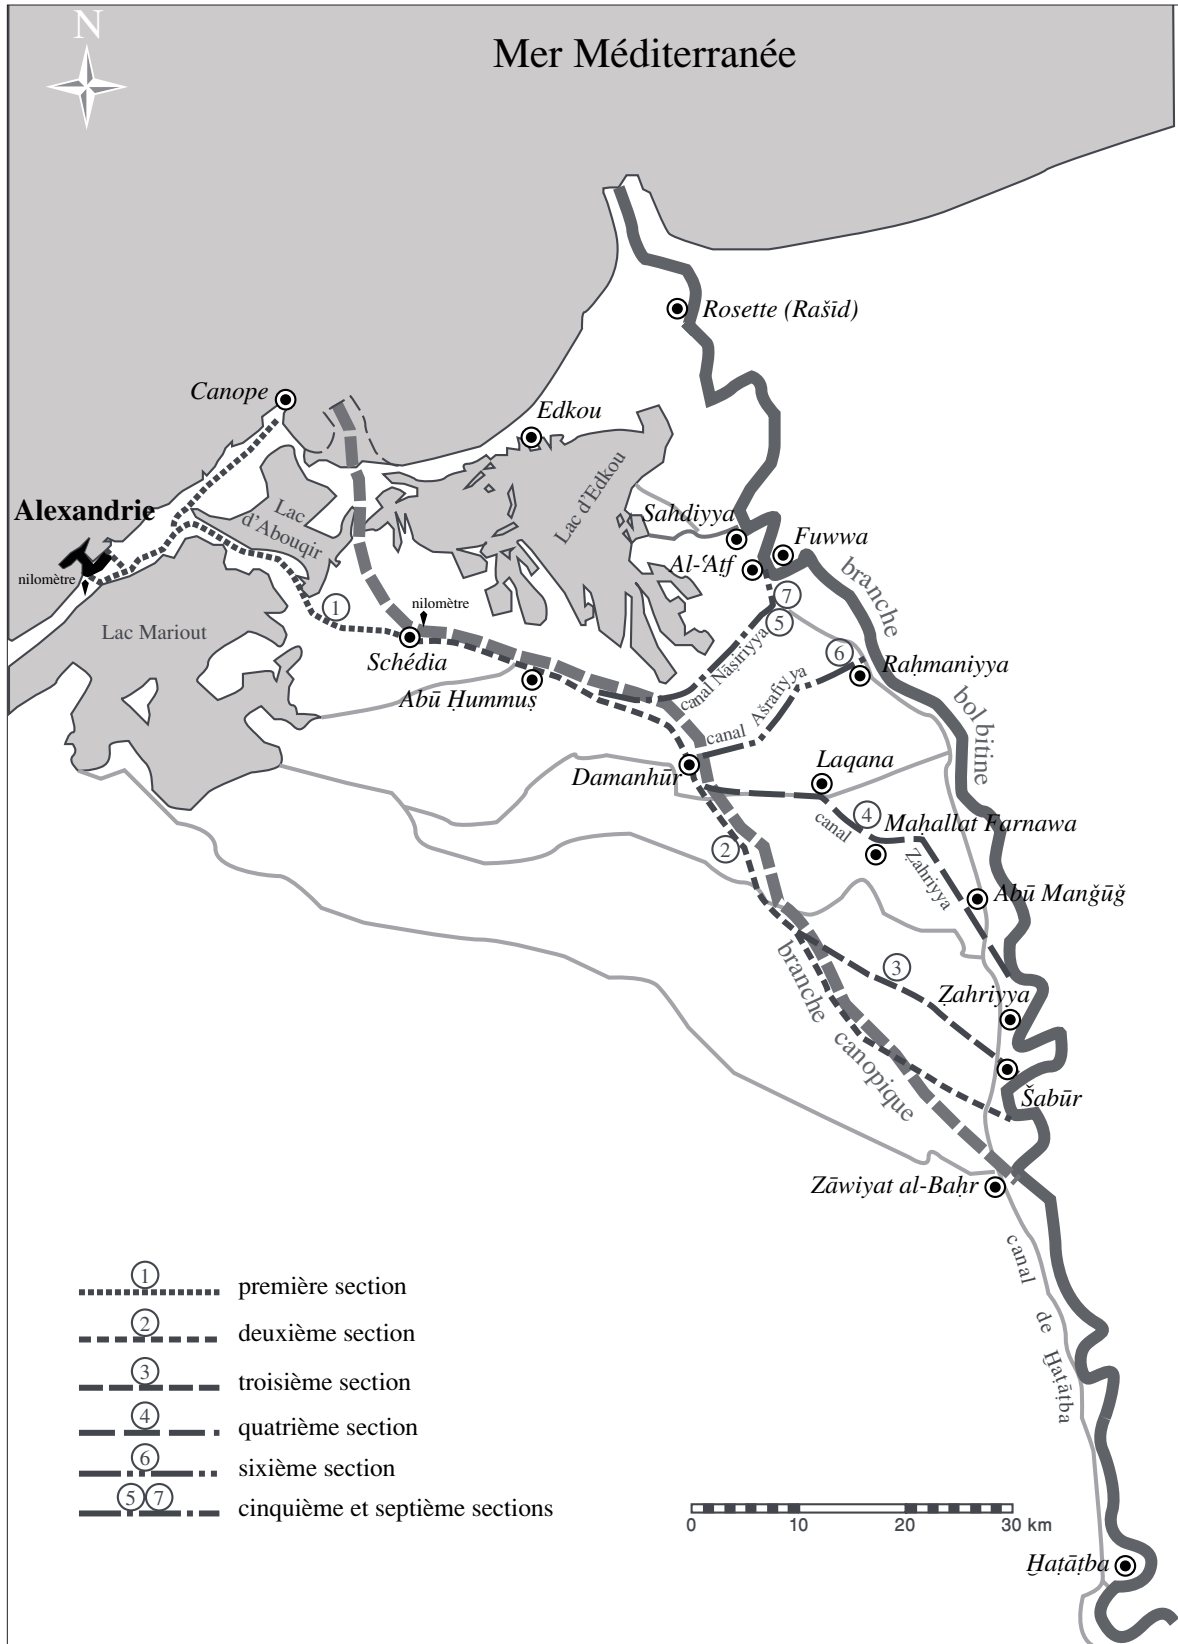 N
Mer Méditerranée
Rosette (Rašīd)
Canope
Edkou
Lac d'Edkou
Lac
d'Abouqir
Alexandrie
nilomètre
Sahdiyya
Fuwwa
Al-ʿAṭf
branche
bolbitine
7
5
1
nilomètre
Lac Mariout
Schédia
canal Nāṣiriyya
6
Raḥmaniyya
Abū Ḥummuṣ
canal Ašrafiyya
Damanhūr
Laqana
4
canal
Ẓahriyya
Maḥallat Farnawa
2
Abū Manǧūǧ
branche
canopique
3
Ẓahriyya
Šabūr
Zāwiyat al-Baḥr
canal de Ḫaṭāṭba
1
première section
2
deuxième section
3
troisième section
4
quatrième section
6
sixième section
5 7
cinquième et septième sections
0 10 20 30 km
Ḫaṭāṭba